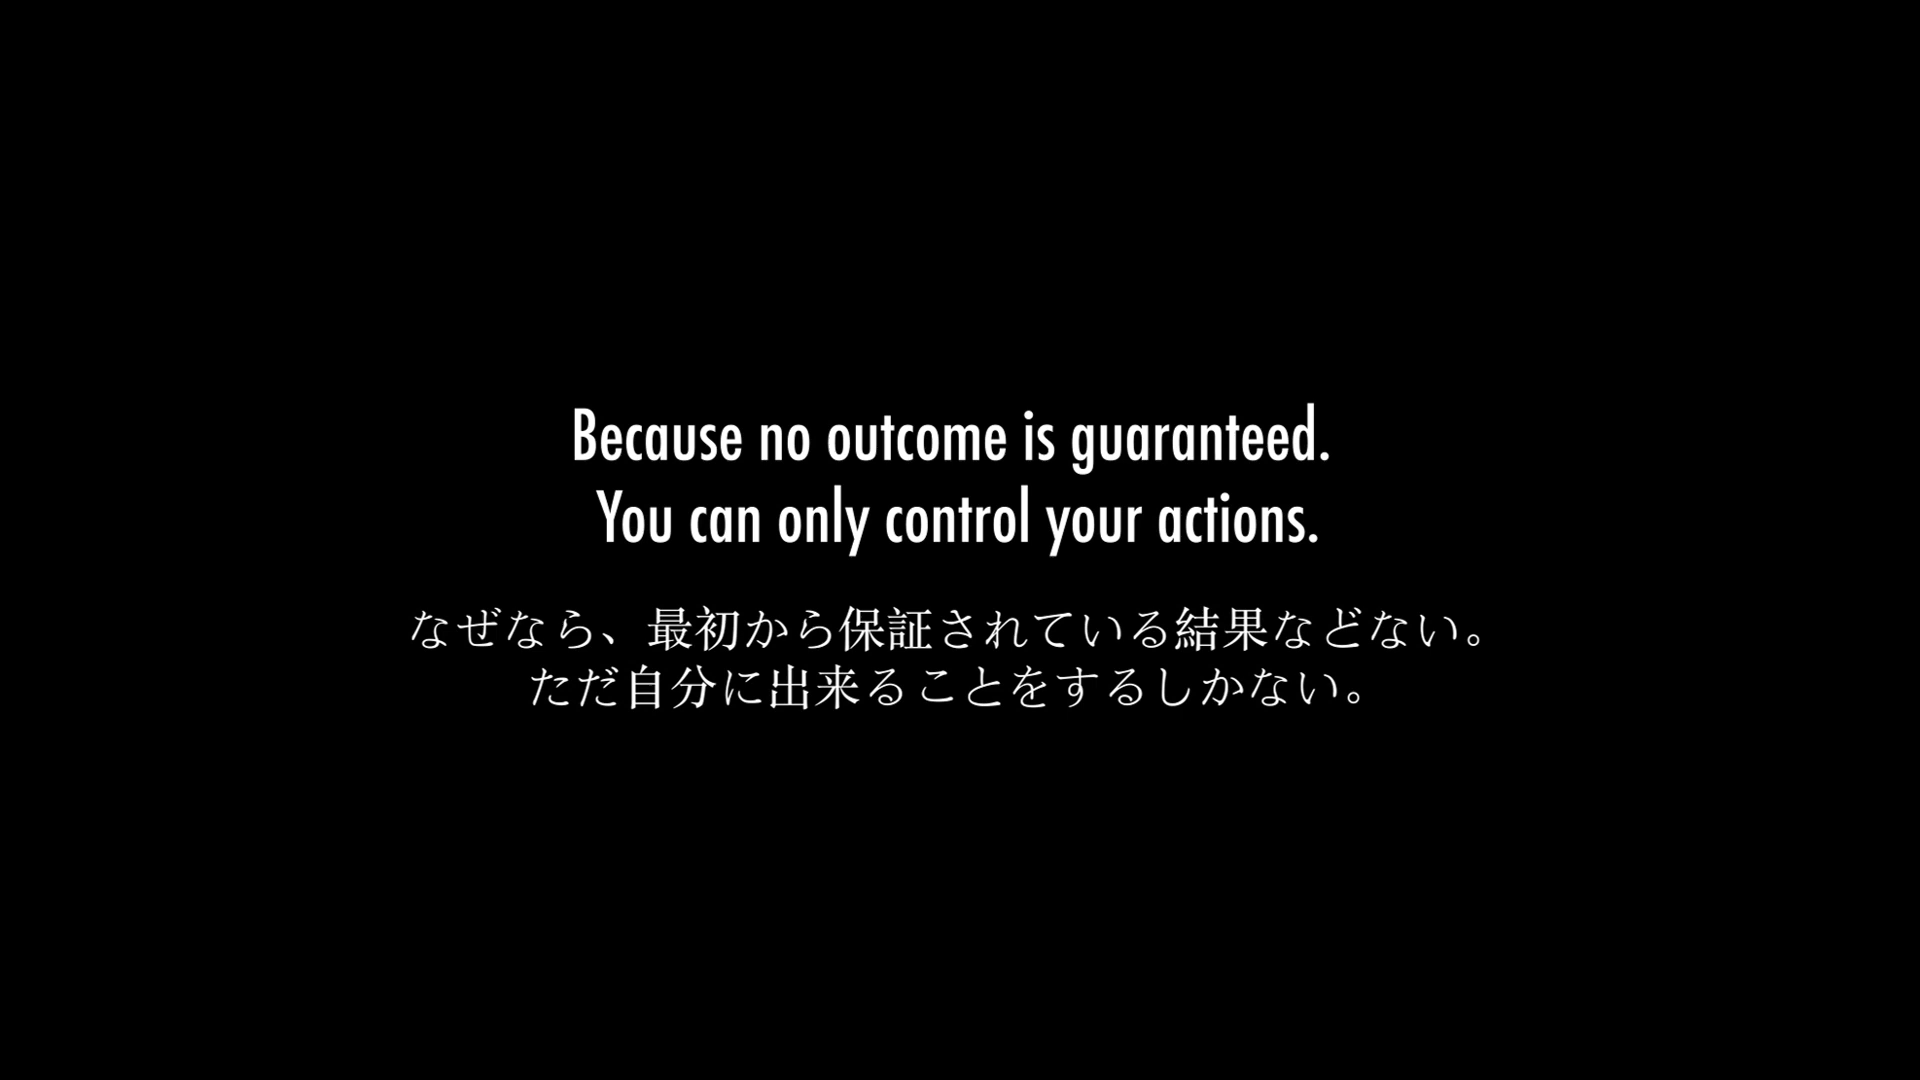 Because no outcome is guaranteed.
You can only control your actions.
なぜなら、最初から保証されている結果などない。
ただ自分に出来ることをするしかない。